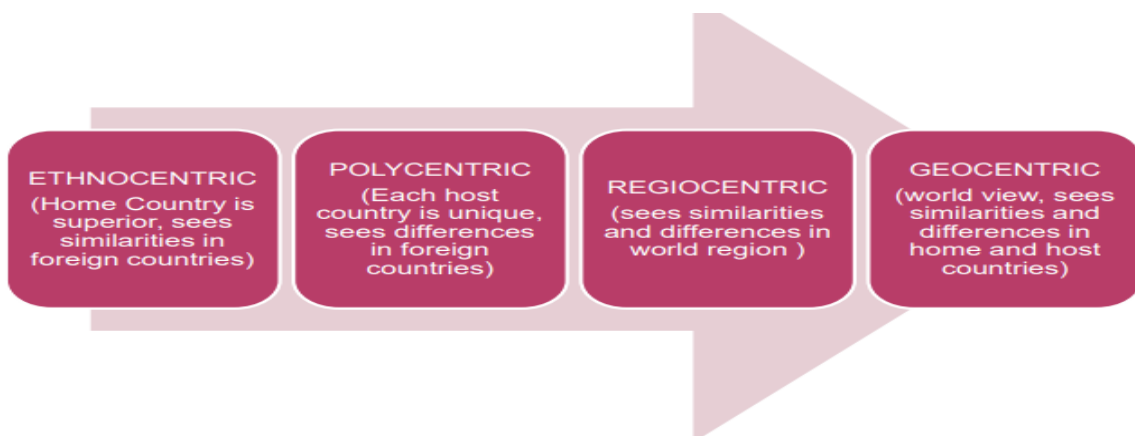 ETHNOCENTRIC
(Home Country is
superior, sees
similarities in
foreign countries)
POLYCENTRIC
(Each host
country is unique,
sees differences
in foreign
countries)
REGIOCENTRIC
(sees similarities
and differences in
world region )
GEOCENTRIC
(world view, sees
similarities and
differences in
home and host
countries)